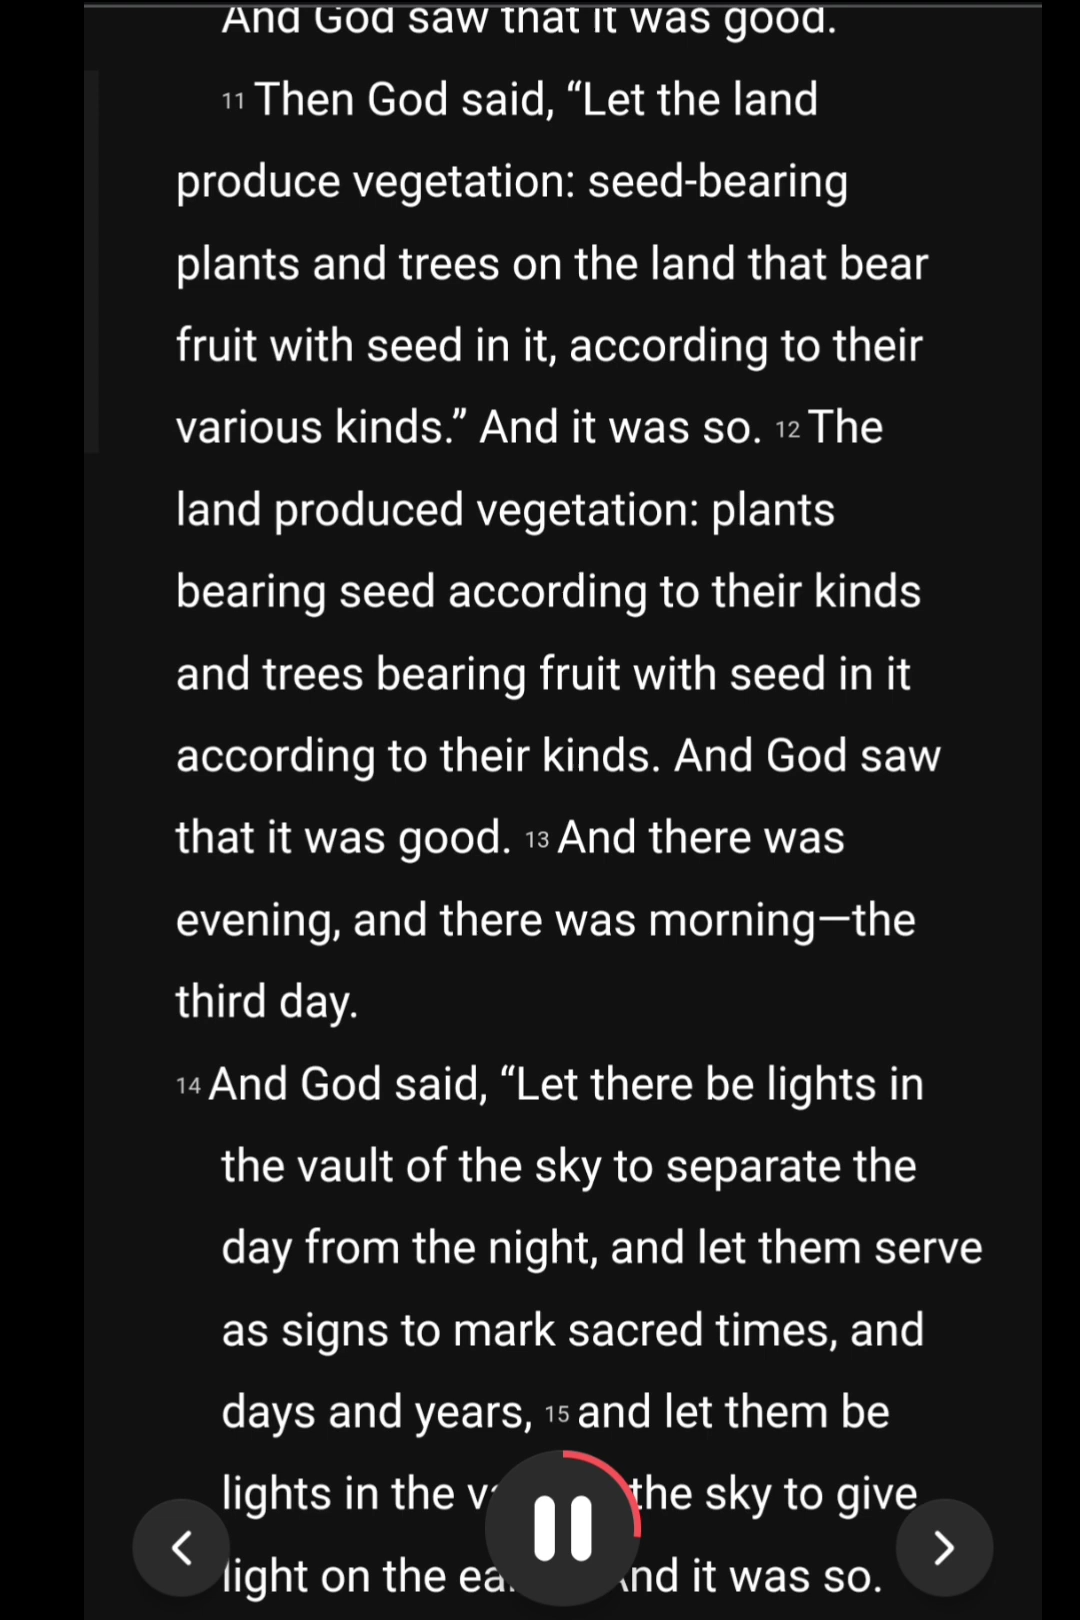 And God saw that it was good.
11 Then God said, “Let the land
produce vegetation: seed-bearing
plants and trees on the land that bear
fruit with seed in it, according to their
various kinds.” And it was so. 12 The
land produced vegetation: plants
bearing seed according to their kinds
and trees bearing fruit with seed in it
according to their kinds. And God saw
that it was good. 13 And there was
evening, and there was morning—the
third day.
14 And God said, “Let there be lights in
the vault of the sky to separate the
day from the night, and let them serve
as signs to mark sacred times, and
days and years, 15 and let them be
lights in the the sky to give
light on the And it was so.